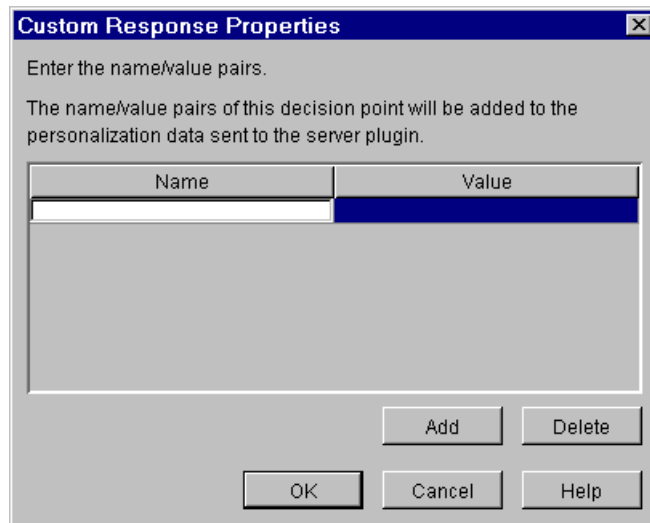 Custom Response Properties
Enter the name/value pairs.
The name/value pairs of this decision point will be added to the
personalization data sent to the server plugin.
Name Value
Add Delete
OK Cancel Help